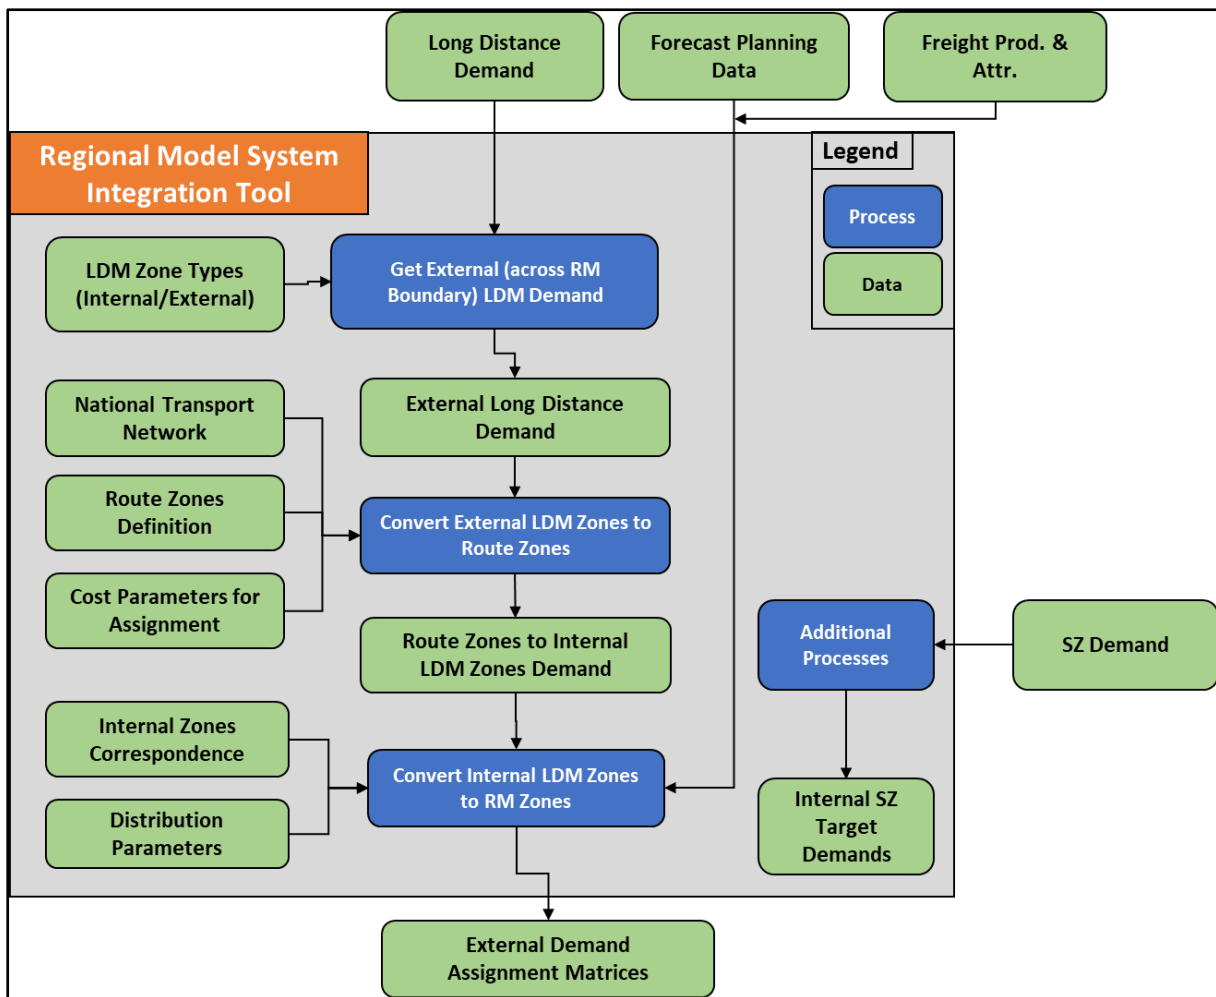 Long Distance
Demand
Forecast Planning
Data
Freight Prod. &
Attr.
Regional Model System
Integration Tool
Legend
Process
Data
LDM Zone Types
(Internal/External)
Get External (across RM
Boundary) LDM Demand
National Transport
Network
External Long Distance
Demand
Route Zones
Definition
Convert External LDM Zones to
Route Zones
Cost Parameters for
Assignment
Route Zones to Internal
LDM Zones Demand
Additional
Processes
SZ Demand
Internal Zones
Correspondence
Convert Internal LDM Zones
to RM Zones
Distribution
Parameters
Internal SZ
Target
Demands
External Demand
Assignment Matrices